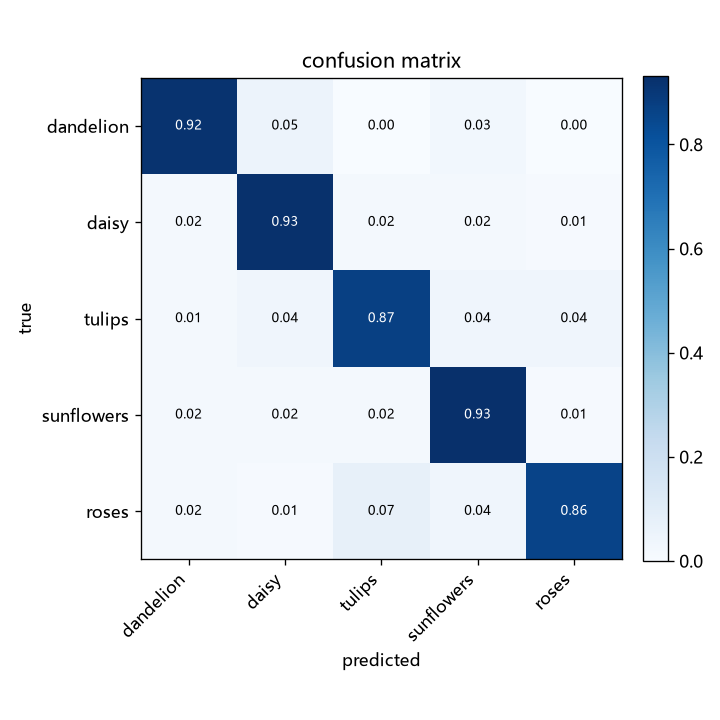 confusion matrix
dandelion 0.92 0.05 0.00 0.03 0.00
daisy 0.02 0.93 0.02 0.02 0.01
tulips 0.01 0.04 0.87 0.04 0.04
sunflowers 0.02 0.02 0.02 0.93 0.01
roses 0.02 0.01 0.07 0.04 0.86
true
dandelion daisy tulips sunflowers roses
predicted
0.8
0.6
0.4
0.2
0.0